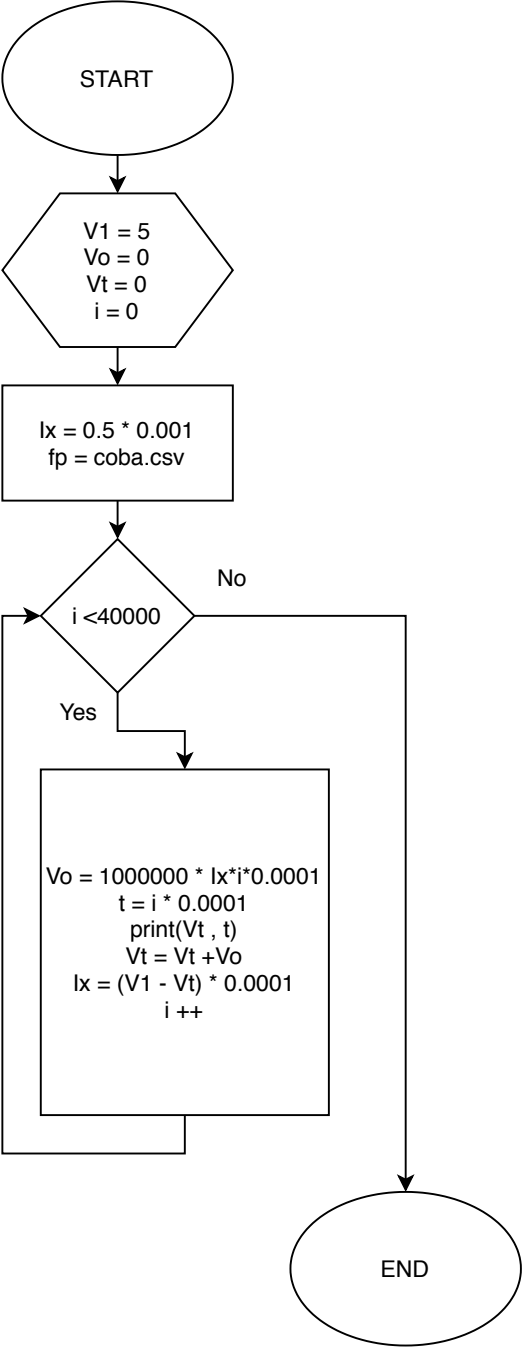 START
V1 = 5
Vo = 0
Vt = 0
i = 0
Ix = 0.5 * 0.001
fp = coba.csv
i <40000
No
Yes
Vo = 1000000 * Ix*i*0.0001
t = i * 0.0001
print(Vt , t)
Vt = Vt +Vo
Ix = (V1 - Vt) * 0.0001
i ++
END